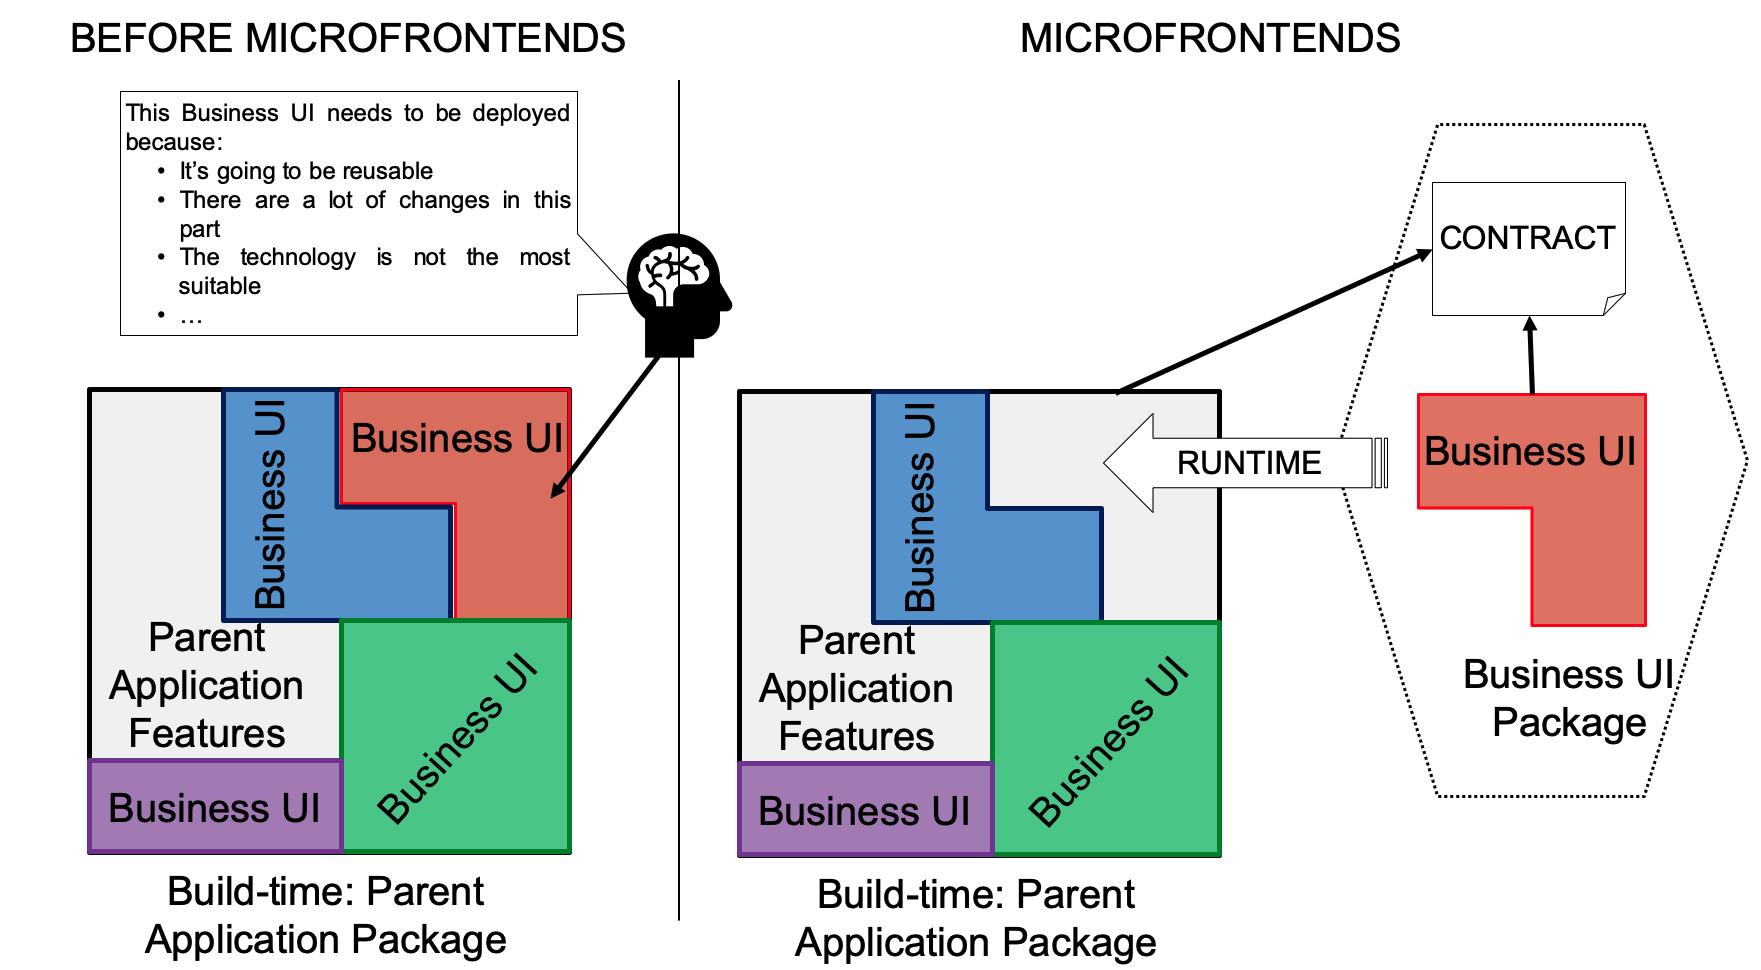 BEFORE MICROFRONTENDS
This Business UI needs to be deployed
because:
• It's going to be reusable
• There are a lot of changes in this
part
• The technology is not the most
suitable
• ...
Business UI
Business UI
Parent
Application
Features
Business UI
Business UI
Build-time: Parent
Application Package
MICROFRONTENDS
CONTRACT
Business UI
RUNTIME
Business UI
Parent
Application
Features
Business UI
Business UI
Business UI
Package
Build-time: Parent
Application Package